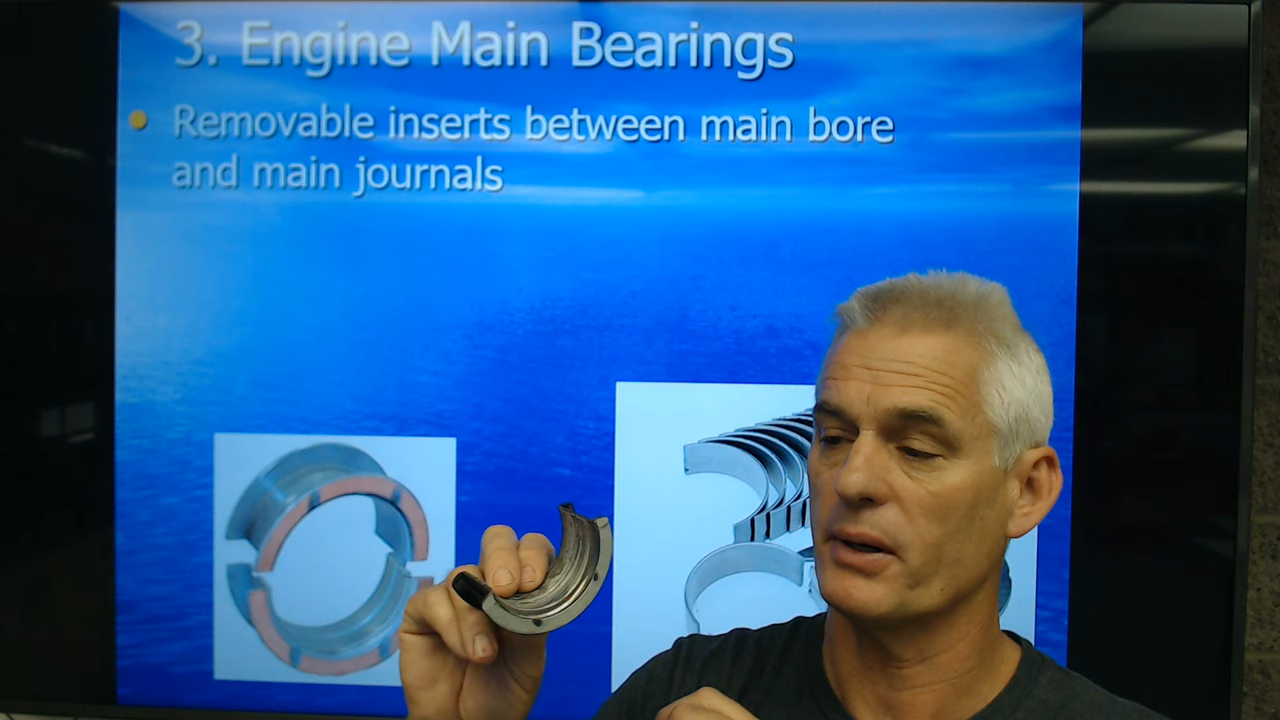 3. Engine Main Bearings
Removable inserts between main bore
and main journals